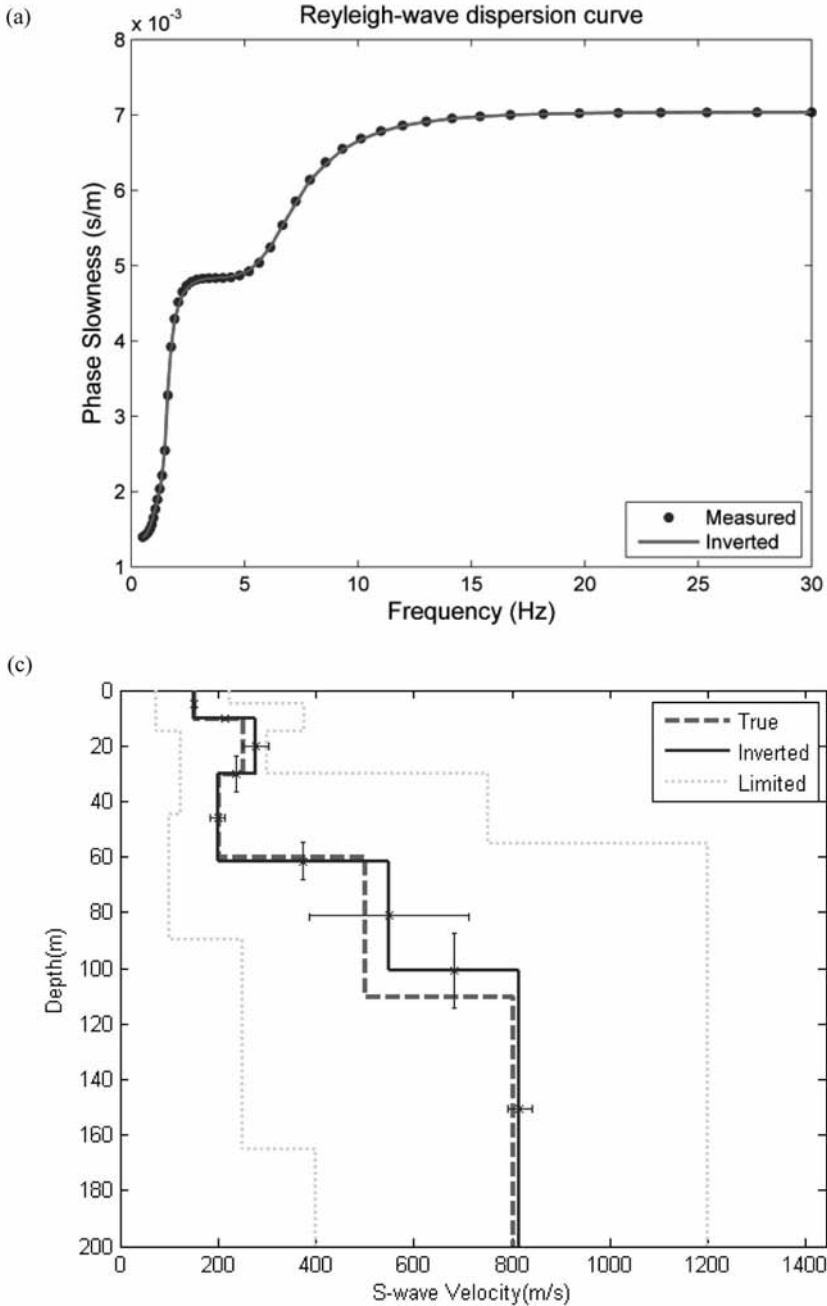 (a)
Reyleigh-wave dispersion curve
x 10⁻³
8
7
6
5
4
3
2
1
Phase Slowness (s/m)
0 5 10 15 20 25 30
Frequency (Hz)
Measured
Inverted
(c)
0
20
40
60
80
100
120
140
160
180
200
Depth(m)
True
Inverted
Limited
0 200 400 600 800 1000 1200 1400
S-wave Velocity(m/s)